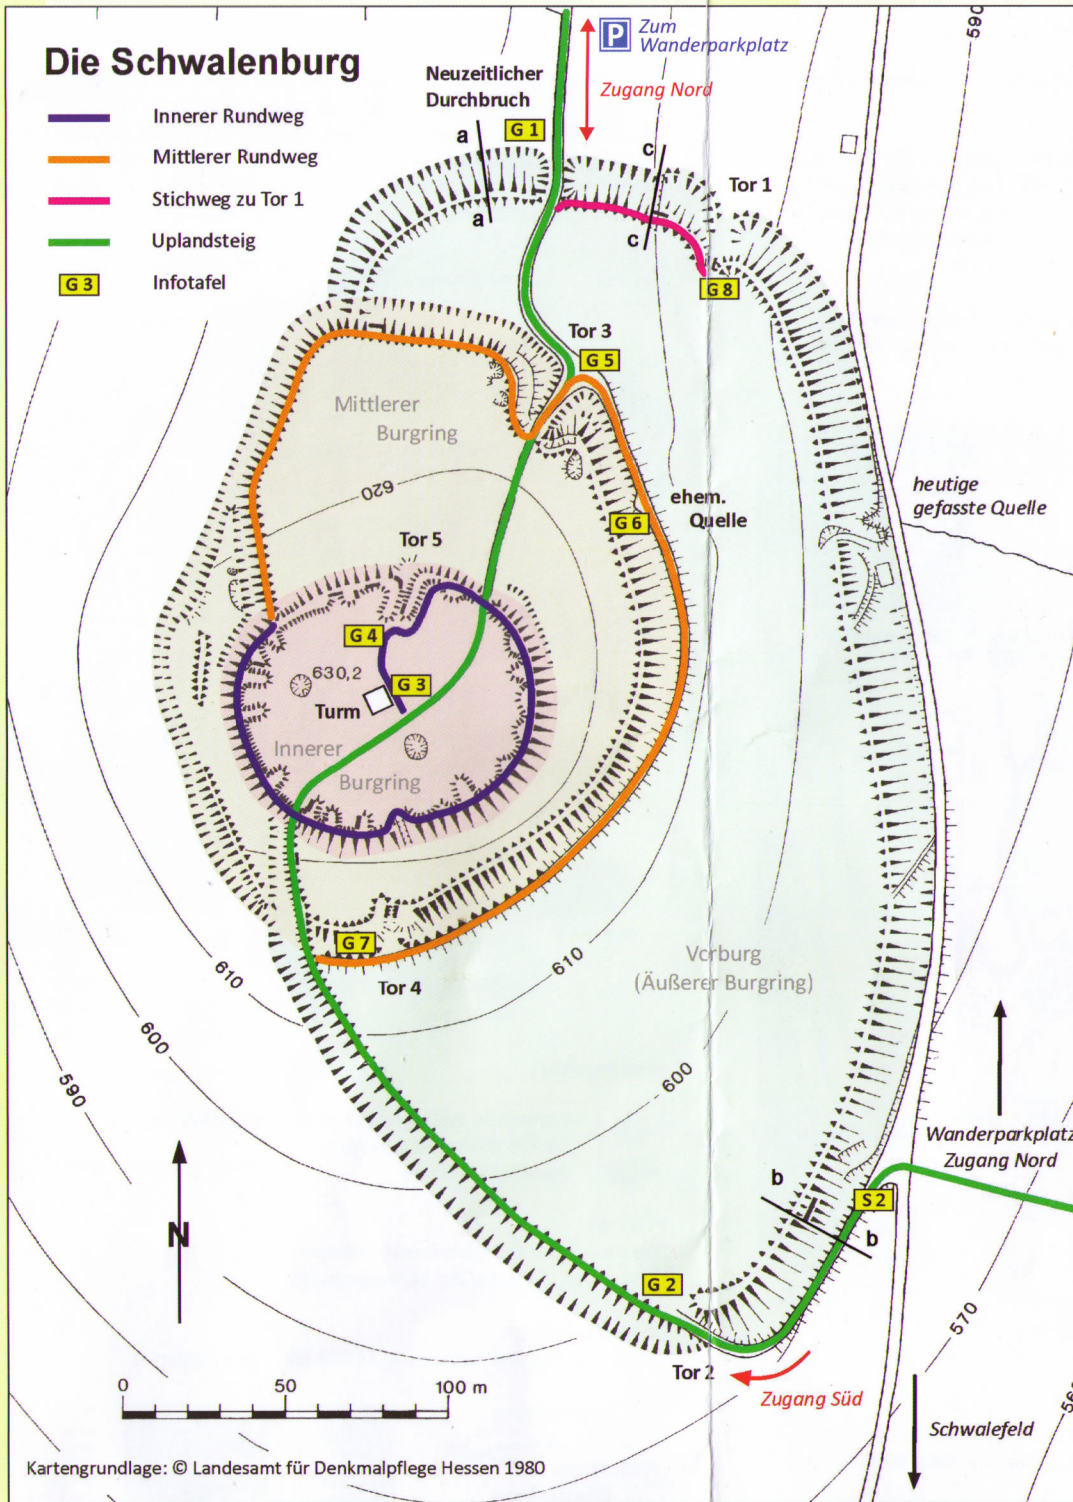 Die Schwalenburg
Innerer Rundweg
Mittlerer Rundweg
Stichweg zu Tor 1
Uplandsteig
G 3
Infotafel
Neuzeitlicher
Durchbruch
P
Zum
Wanderparkplatz
Zugang Nord
590
G 1
a
a
c
c
Tor 1
G 8
Tor 3
G 5
Mittlerer
Burgring
620
ehem.
Quelle
G 6
heutige
gefasste Quelle
Tor 5
G 4
630,2
G 3
Turm
Innerer
Burgring
G 7
Tor 4
610
610
Vorburg
(Äußerer Burgring)
600
600
590
Wanderparkplatz
Zugang Nord
N
b
b
S 2
G 2
Tor 2
Zugang Süd
570
Schwalefeld
0
50
100 m
Kartengrundlage: © Landesamt für Denkmalpflege Hessen 1980